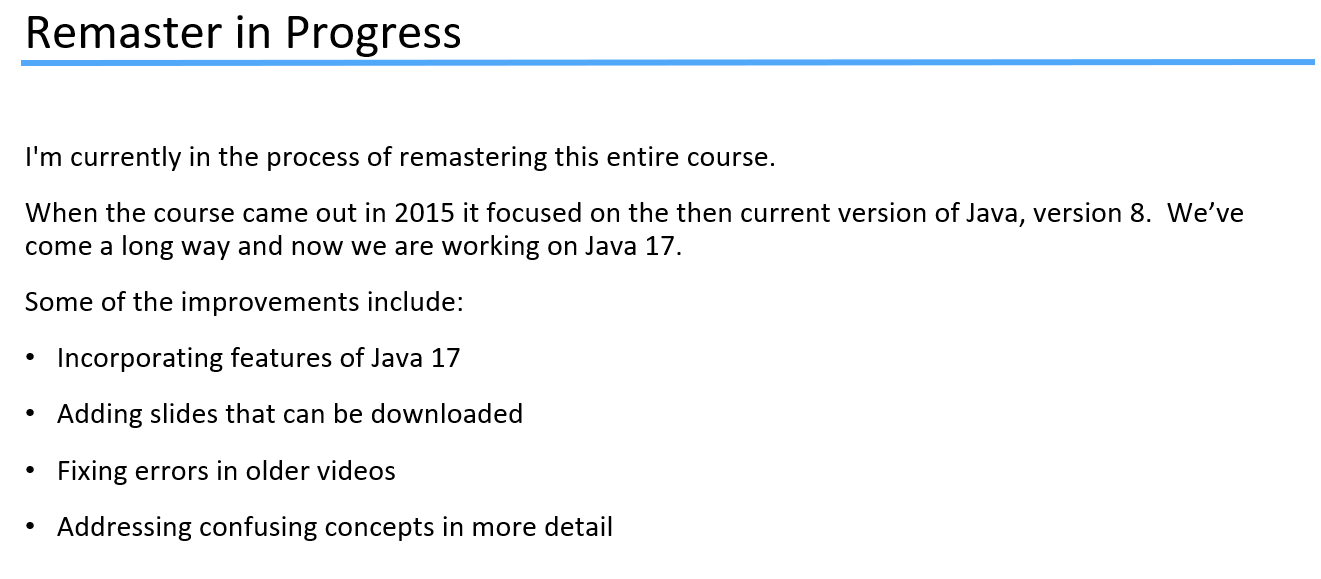 Remaster in Progress
I'm currently in the process of remastering this entire course.
When the course came out in 2015 it focused on the then current version of Java, version 8.  We’ve
come a long way and now we are working on Java 17.
Some of the improvements include:
• Incorporating features of Java 17
• Adding slides that can be downloaded
• Fixing errors in older videos
• Addressing confusing concepts in more detail